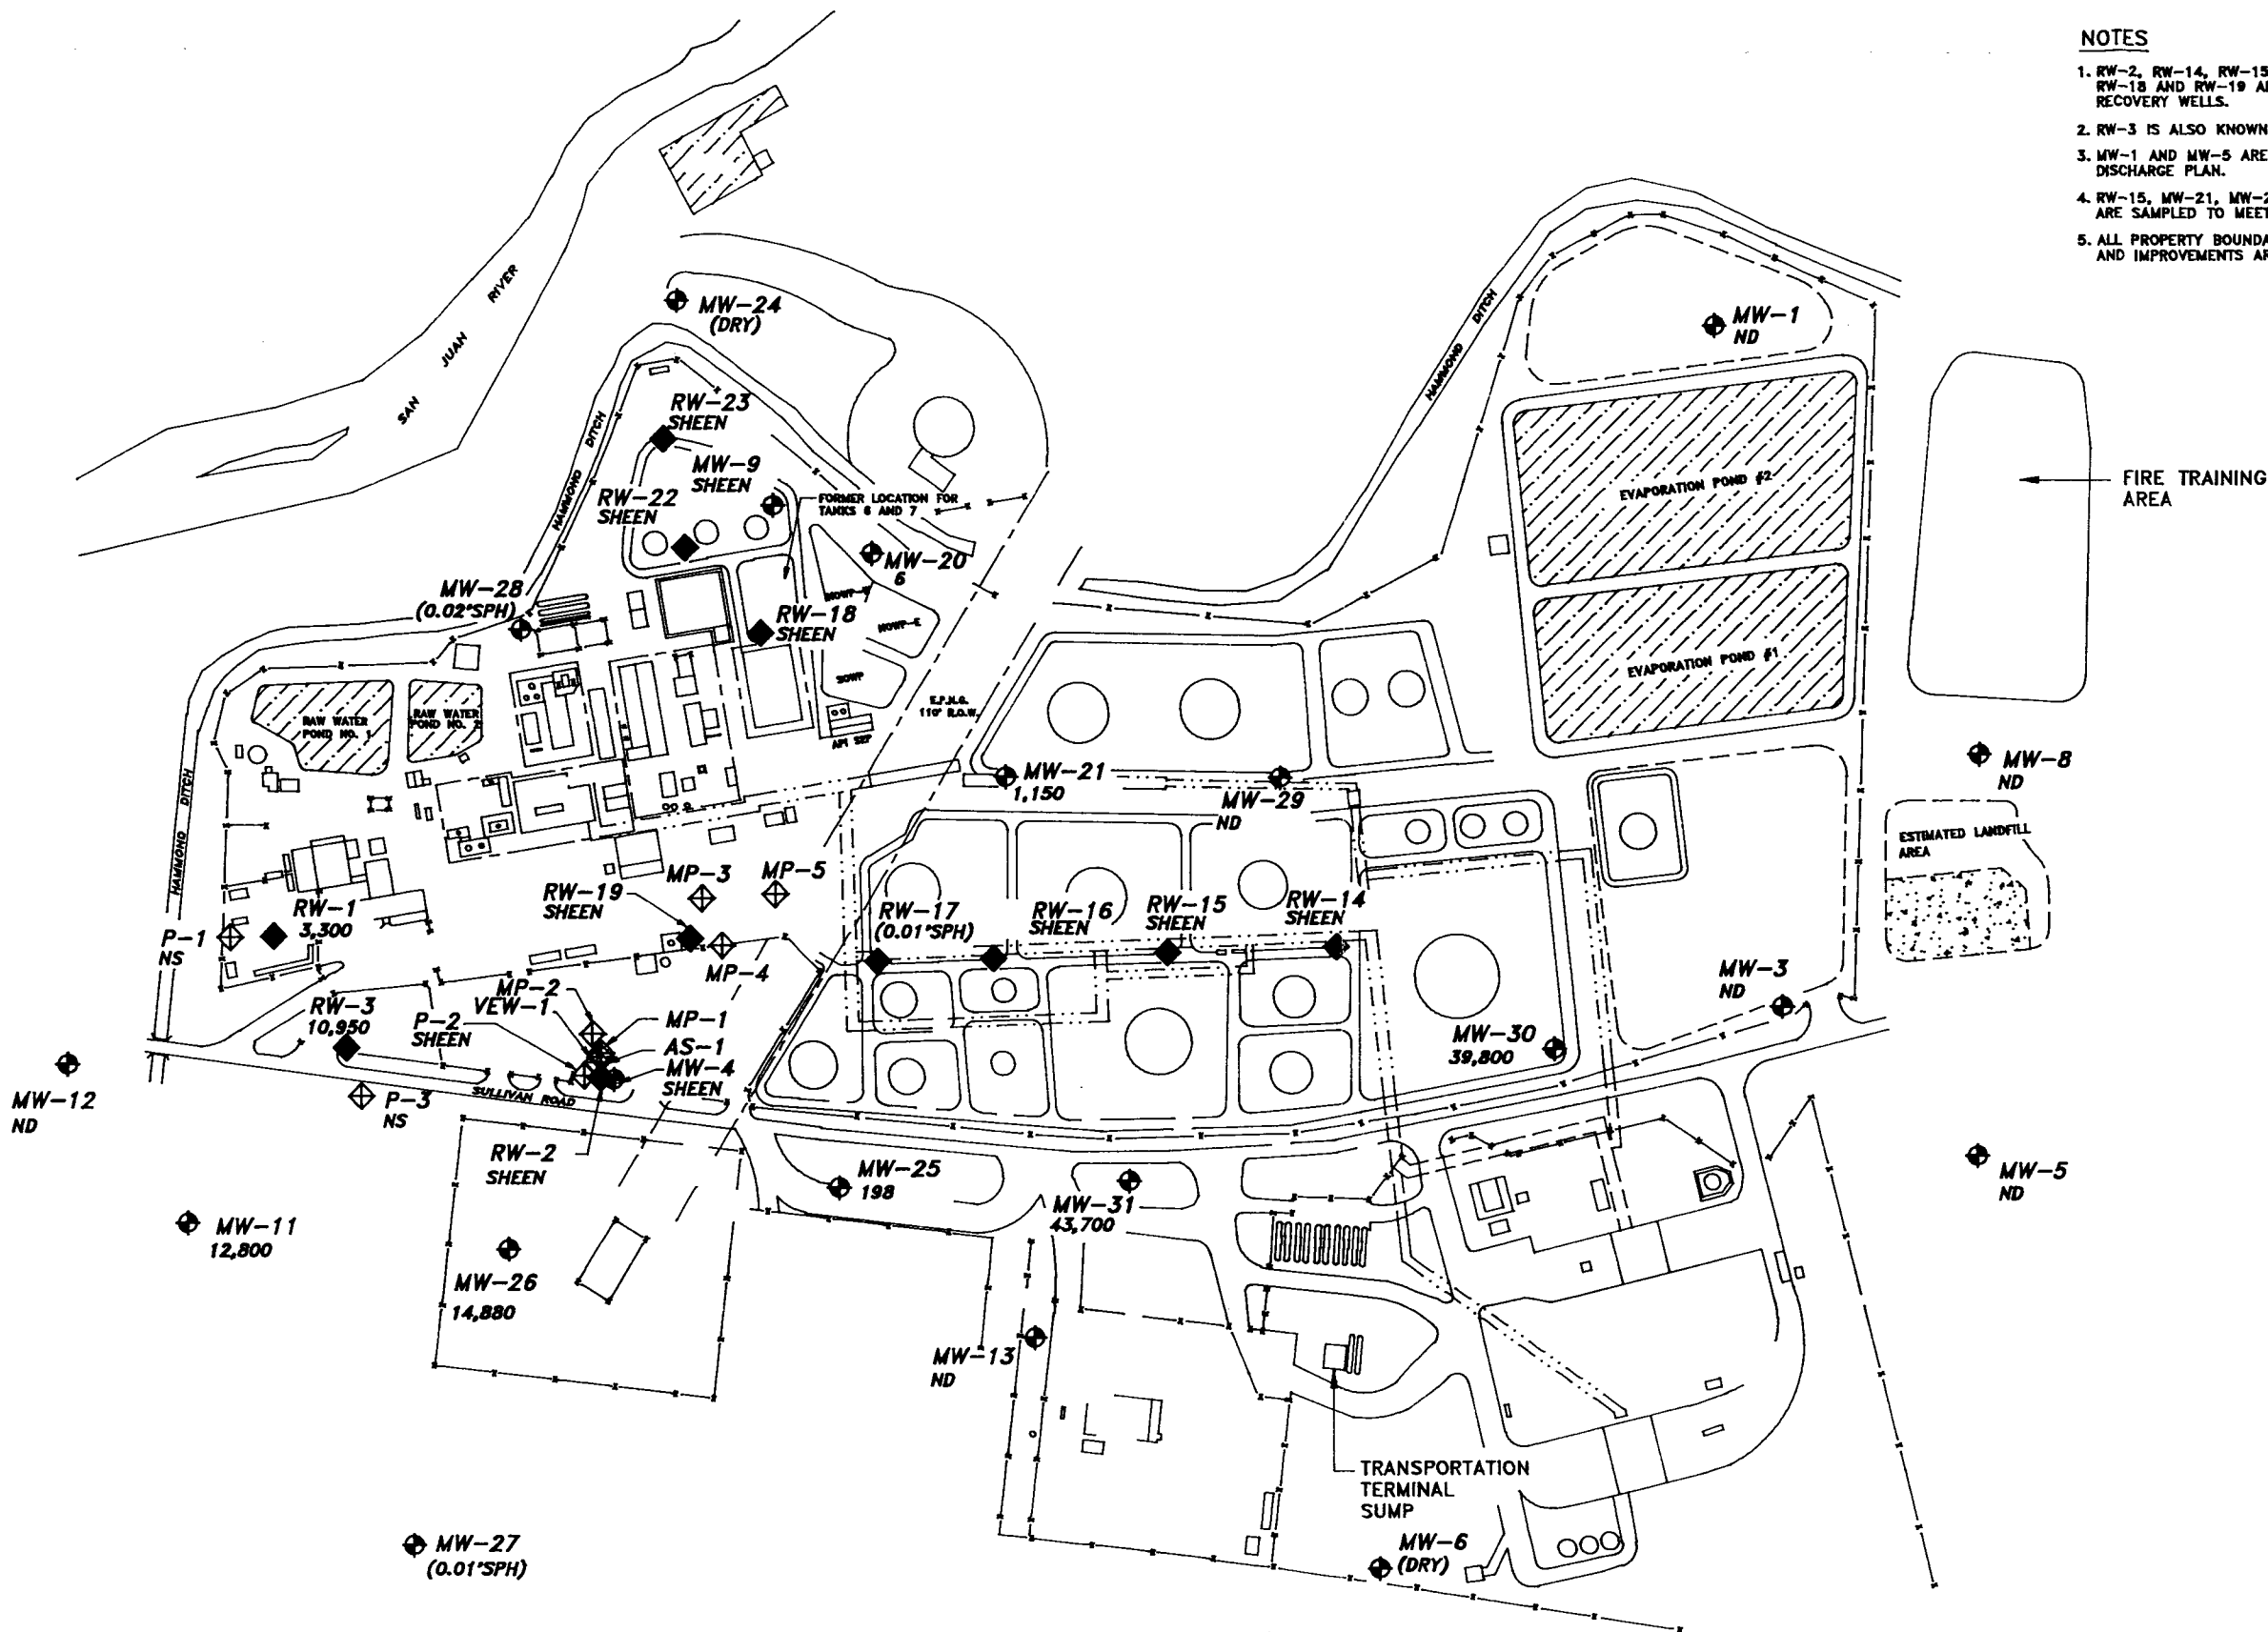 NOTES
1. RW-2, RW-14, RW-15
RW-18 AND RW-19 A
RECOVERY WELLS.
2. RW-3 IS ALSO KNOWN
3. MW-1 AND MW-5 ARE
DISCHARGE PLAN.
4. RW-15, MW-21, MW-2
ARE SAMPLED TO MEET
5. ALL PROPERTY BOUNDA
AND IMPROVEMENTS AR
SAN JUAN RIVER
MW-24
(DRY)
HAMMOND DITCH
MW-1
ND
RW-23
SHEEN
HAMMOND DITCH
MW-9
SHEEN
RW-22
SHEEN
FORMER LOCATION FOR
TANKS 6 AND 7
EVAPORATION POND #2
FIRE TRAINING
AREA
MW-20
6
MW-28
(0.02"SPH)
RW-18
SHEEN
NOWP-E
SOWP
EVAPORATION POND #1
RAW WATER
POND NO. 1
RAW WATER
POND NO. 2
E.P.N.G.
110' R.O.W.
API SEP
MW-8
ND
MW-21
1,150
MW-29
ND
HAMMOND DITCH
ESTIMATED LANDFILL
AREA
MP-3
MP-5
RW-19
SHEEN
RW-1
3,300
P-1
NS
RW-17
(0.01"SPH)
RW-16
SHEEN
RW-15
SHEEN
RW-14
SHEEN
MP-4
MW-3
ND
MP-2
VEW-1
RW-3
10,950
P-2
SHEEN
MP-1
AS-1
MW-4
SHEEN
MW-30
39,800
SULLIVAN ROAD
MW-12
ND
P-3
NS
RW-2
SHEEN
MW-25
198
MW-31
43,700
MW-5
ND
MW-11
12,800
MW-26
14,880
MW-13
ND
TRANSPORTATION
TERMINAL
SUMP
MW-27
(0.01"SPH)
MW-6
(DRY)